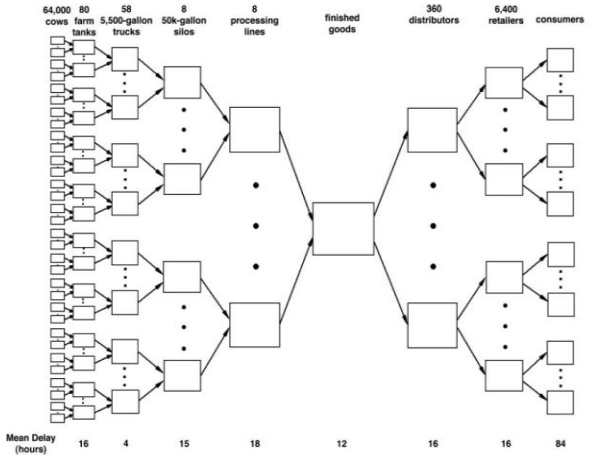 64,000 cows
80 farm tanks
58 5,500-gallon trucks
8 50k-gallon silos
8 processing lines
finished goods
360 distributors
6,400 retailers
consumers
Mean Delay (hours)
16 4 15 18 12 16 16 84